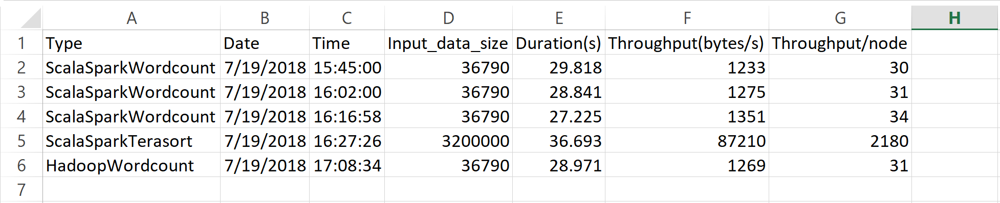 A B C D E F G H
1 Type Date Time Input_data_size Duration(s) Throughput(bytes/s) Throughput/node
2 ScalaSparkWordcount 7/19/2018 15:45:00 36790 29.818 1233 30
3 ScalaSparkWordcount 7/19/2018 16:02:00 36790 28.841 1275 31
4 ScalaSparkWordcount 7/19/2018 16:16:58 36790 27.225 1351 34
5 ScalaSparkTerasort 7/19/2018 16:27:26 3200000 36.693 87210 2180
6 HadoopWordcount 7/19/2018 17:08:34 36790 28.971 1269 31
7